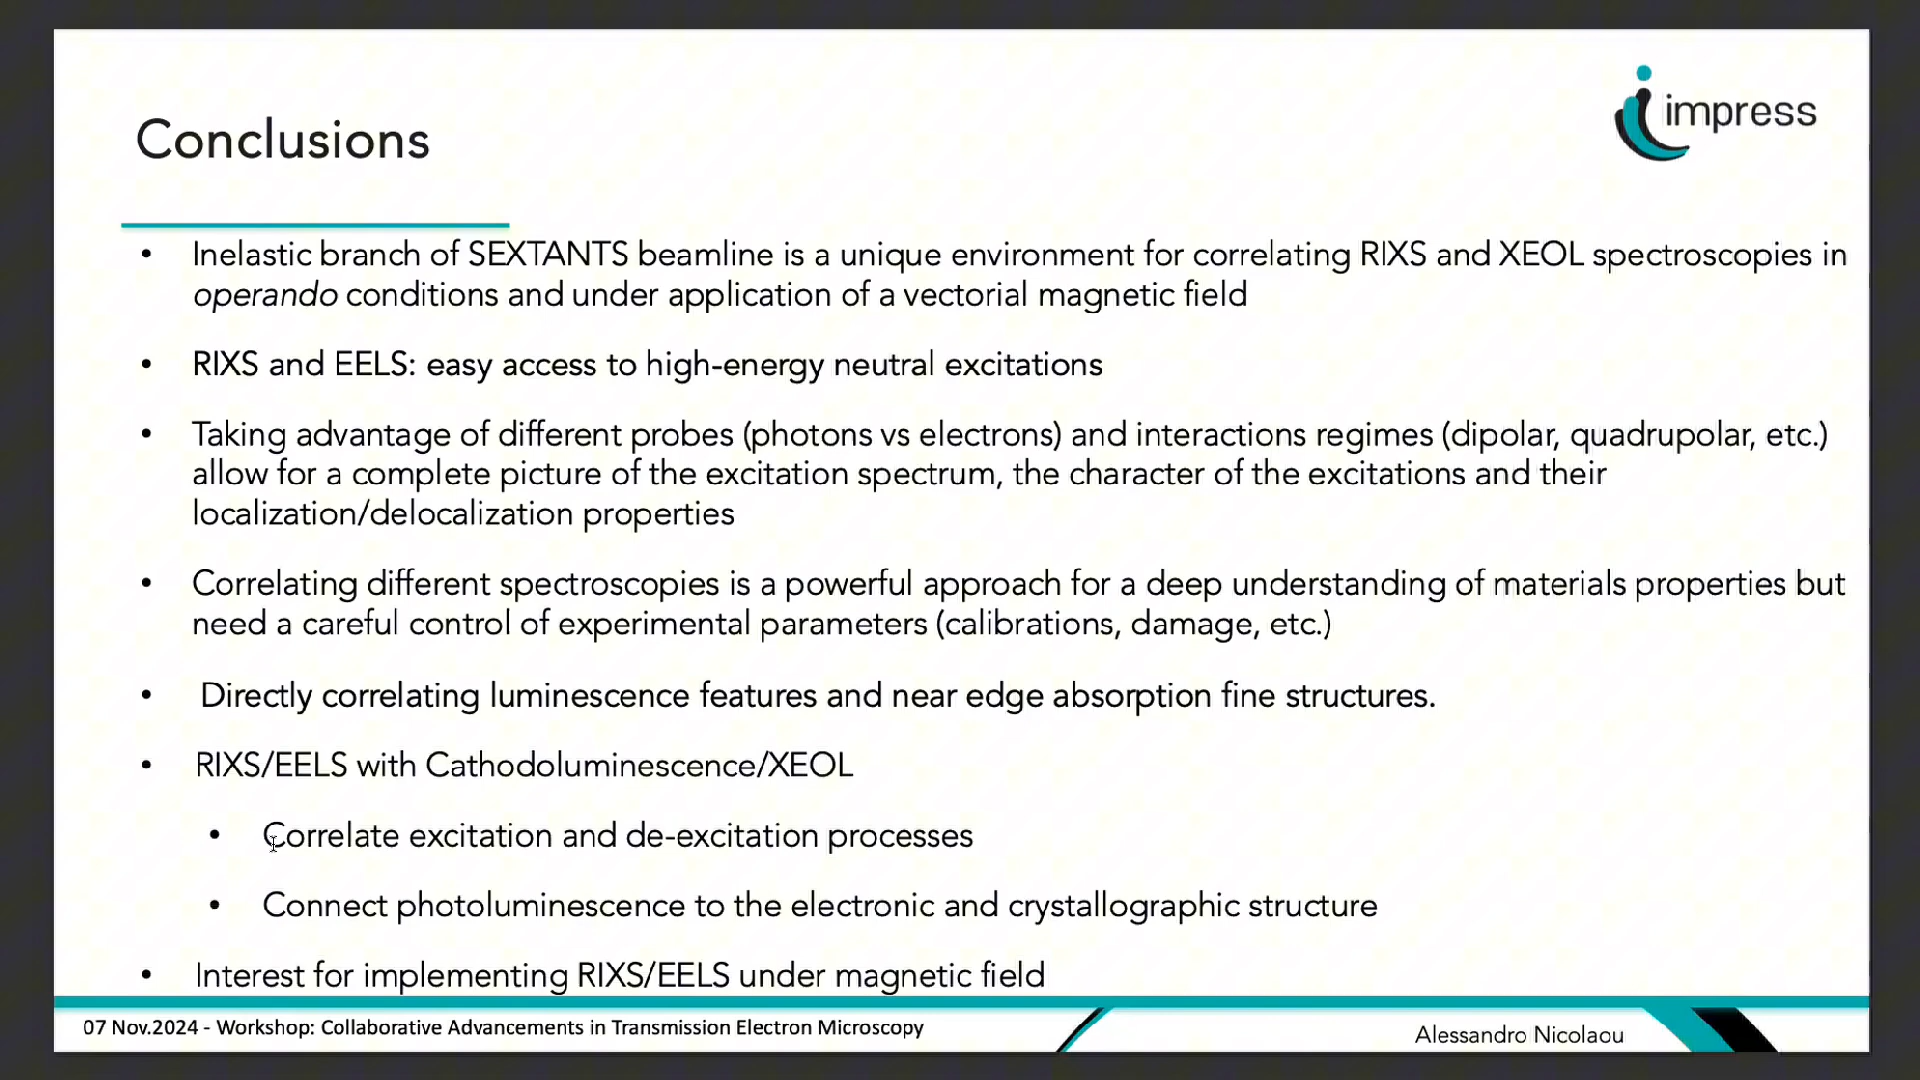 impress
Conclusions
• Inelastic branch of SEXTANTS beamline is a unique environment for correlating RIXS and XEOL spectroscopies in
operando conditions and under application of a vectorial magnetic field
• RIXS and EELS: easy access to high-energy neutral excitations
• Taking advantage of different probes (photons vs electrons) and interactions regimes (dipolar, quadrupolar, etc.)
allow for a complete picture of the excitation spectrum, the character of the excitations and their
localization/delocalization properties
• Correlating different spectroscopies is a powerful approach for a deep understanding of materials properties but
need a careful control of experimental parameters (calibrations, damage, etc.)
• Directly correlating luminescence features and near edge absorption fine structures.
• RIXS/EELS with Cathodoluminescence/XEOL
• Correlate excitation and de-excitation processes
• Connect photoluminescence to the electronic and crystallographic structure
• Interest for implementing RIXS/EELS under magnetic field
07 Nov.2024 - Workshop: Collaborative Advancements in Transmission Electron Microscopy
Alessandro Nicolaou